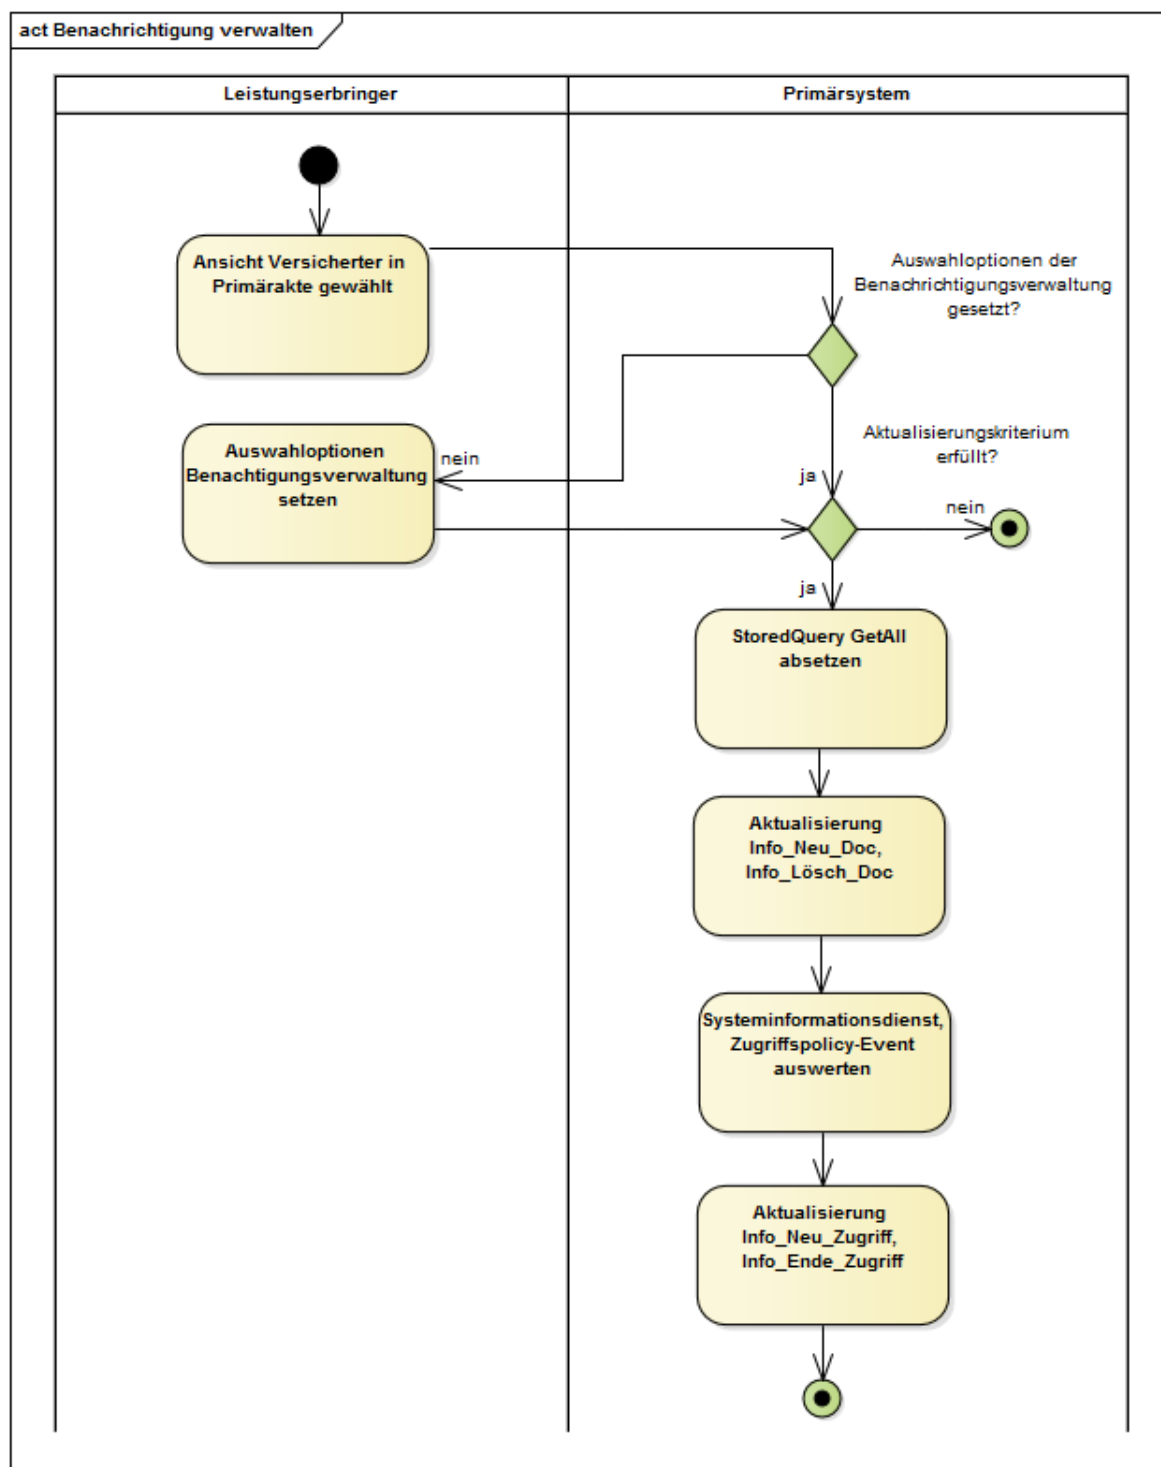 act Benachrichtigung verwalten
Leistungserbringer
Primärsystem
Ansicht Versicherter in
Primärakte gewählt
Auswahloptionen der
Benachrichtigungsverwaltung
gesetzt?
Auswahloptionen
Benachtigungsverwaltung
setzen
nein
Aktualisierungskriterium
erfüllt?
ja
nein
ja
StoredQuery GetAll
absetzen
Aktualisierung
Info_Neu_Doc,
Info_Lösch_Doc
Systeminformationsdienst,
Zugriffspolicy-Event
auswerten
Aktualisierung
Info_Neu_Zugriff,
Info_Ende_Zugriff